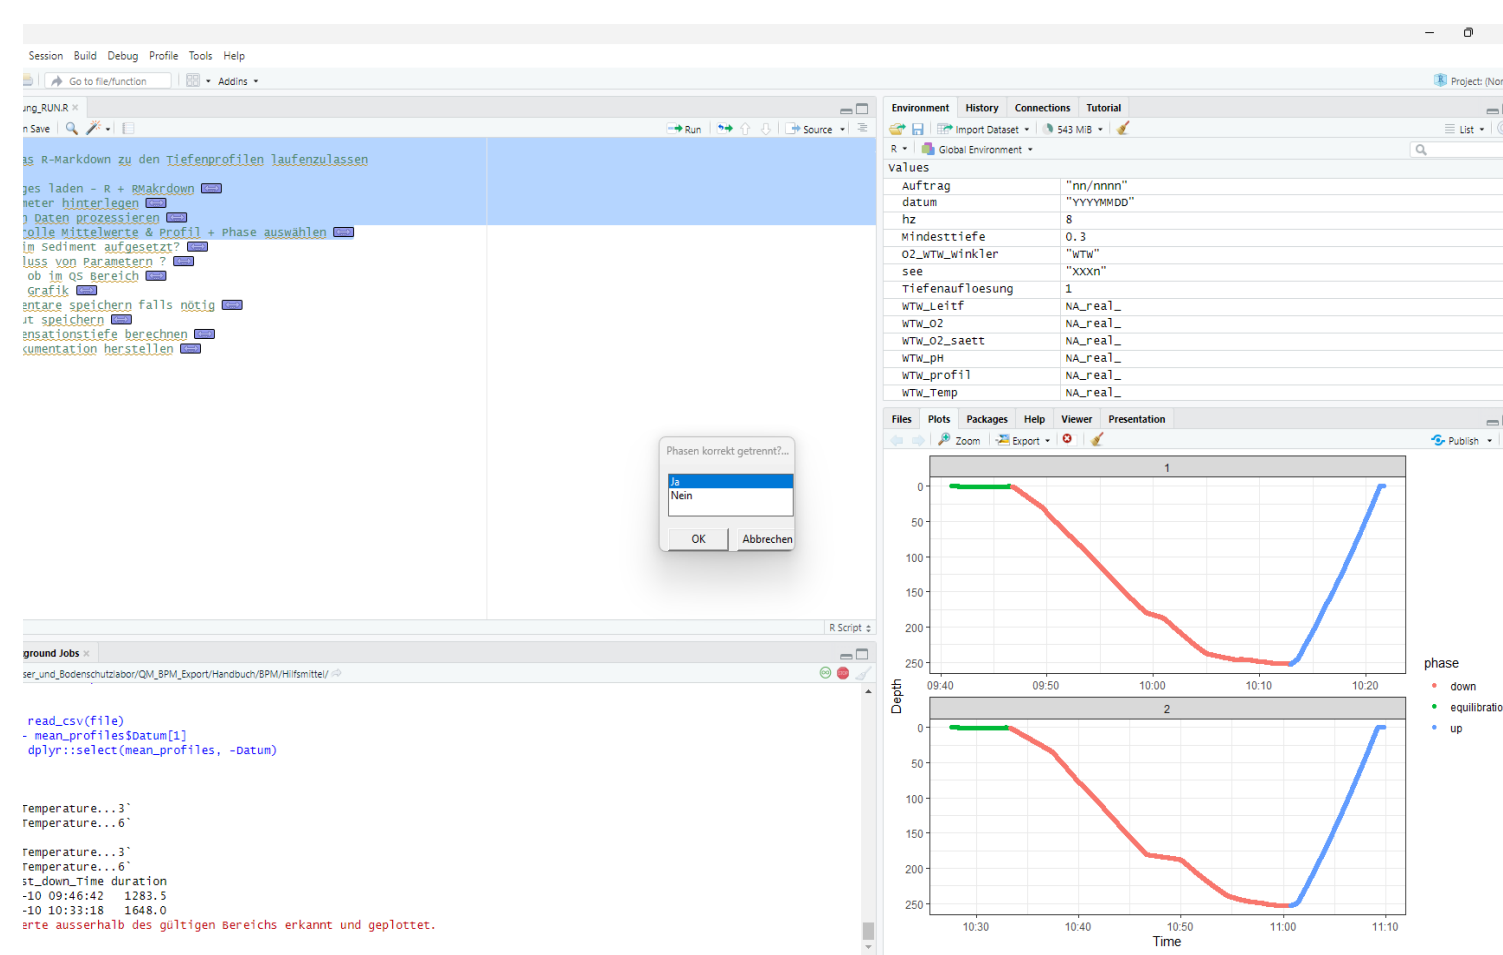 Session Build Debug Profile Tools Help
Go to file/function
Addins
Project: (Nor
ung_RUN.R
n Save
Run
Source
as R-Markdown zu den Tiefenprofilen laufenzulassen
ges laden - R + RMakrdown
meter hinterlegen
n Daten prozessieren
rolle Mittelwerte & Profil + Phase auswählen
im Sediment aufgesetzt?
luss von Parametern ?
ob im QS Bereich
Grafik
entare speichern falls nötig
ut speichern
ensationstiefe berechnen
kumentation herstellen
R Script
Phasen korrekt getrennt?...
Ja
Nein
OK
Abbrechen
ground Jobs
ser_und_Bodenschutzlabor/QM_BPM_Export/Handbuch/BPM/Hilfsmittel/
read_csv(file)
- mean_profiles$Datum[1]
dplyr::select(mean_profiles, -Datum)
Temperature...3`
Temperature...6`
Temperature...3`
Temperature...6`
st_down_Time duration
-10 09:46:42 1283.5
-10 10:33:18 1648.0
erte ausserhalb des gültigen Bereichs erkannt und geplottet.
Environment History Connections Tutorial
Import Dataset
543 MiB
List
R
Global Environment
Values
Auftrag "nn/nnnn"
datum "YYYYMMDD"
hz 8
Mindesttiefe 0.3
O2_WTW_Winkler "WTW"
see "XXXn"
Tiefenaufloesung 1
WTW_Leitf NA_real_
WTW_O2 NA_real_
WTW_O2_saett NA_real_
WTW_pH NA_real_
WTW_profil NA_real_
WTW_Temp NA_real_
Files Plots Packages Help Viewer Presentation
Zoom
Export
Publish
1
0
50
100
150
200
250
09:40 09:50 10:00 10:10 10:20
Depth
2
0
50
100
150
200
250
10:30 10:40 10:50 11:00 11:10
Time
phase
down
equilibratio
up